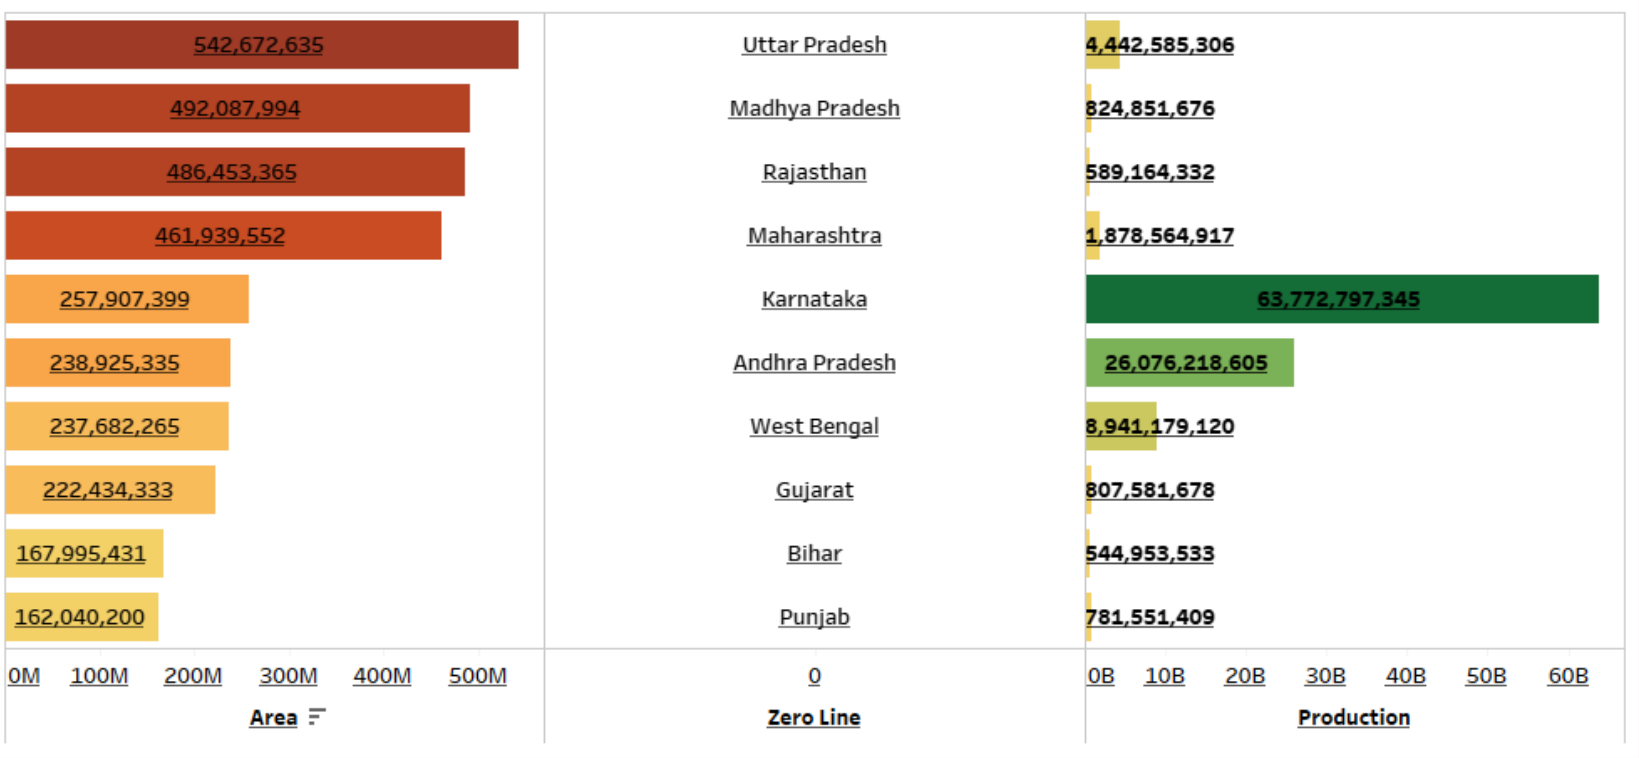 542,672,635 Uttar Pradesh 4,442,585,306
492,087,994 Madhya Pradesh 824,851,676
486,453,365 Rajasthan 589,164,332
461,939,552 Maharashtra 1,878,564,917
257,907,399 Karnataka 63,772,797,345
238,925,335 Andhra Pradesh 26,076,218,605
237,682,265 West Bengal 8,941,179,120
222,434,333 Gujarat 807,581,678
167,995,431 Bihar 544,953,533
162,040,200 Punjab 781,551,409
0M 100M 200M 300M 400M 500M 0 0B 10B 20B 30B 40B 50B 60B
Area Zero Line Production